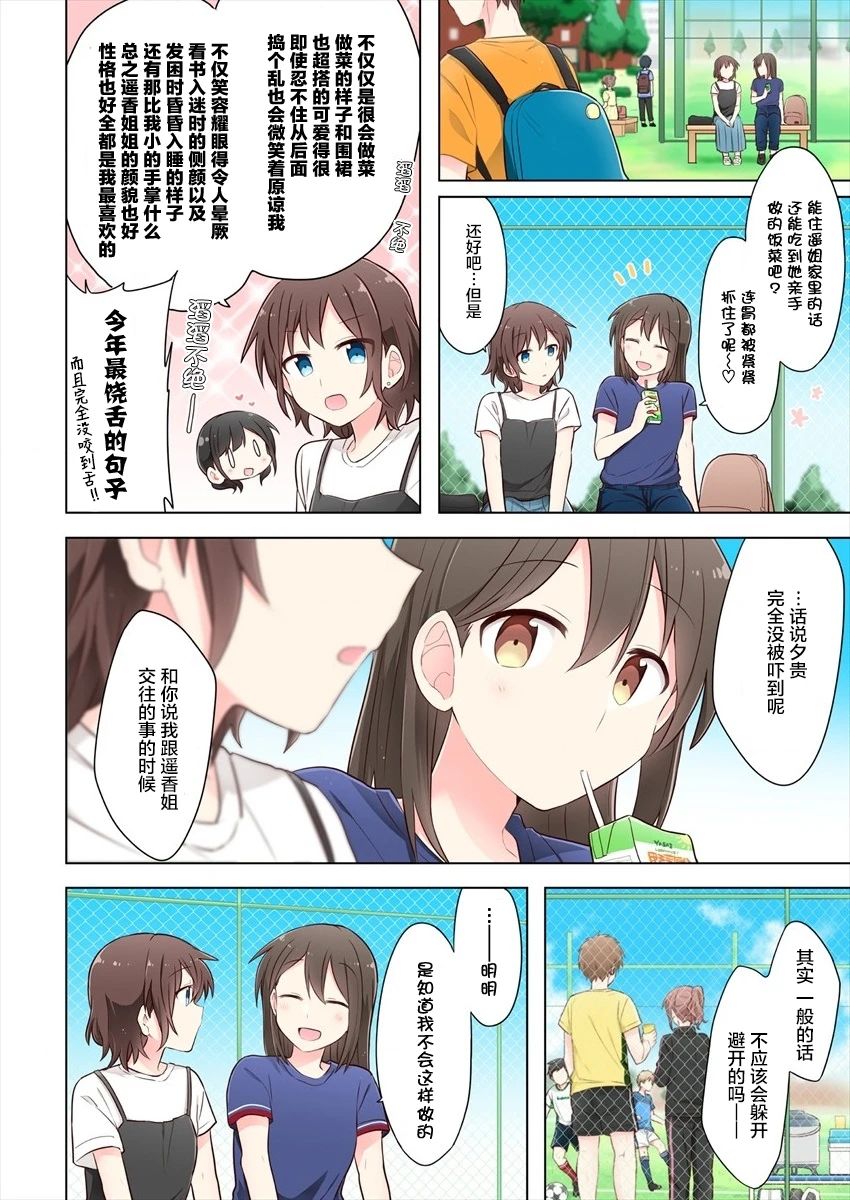 能住遥姐家里的话
还能吃到她亲手
做的饭菜吧？
连胃都被紧紧
抓住了呢～♡
还好吧…但是
不仅仅是很会做菜
做菜的样子和围裙
也超搭的可爱得很
即使忍不住从后面
捣个乱也会微笑着原谅我
滔滔
不绝
不仅笑容耀眼得令人晕厥
看书入迷时的侧颜以及
发困时昏昏入睡的样子
还有那比我小的手掌什么
总之遥香姐姐的颜貌也好
性格也好全都是我最喜欢的
滔滔不绝——
今年最饶舌的句子
而且完全没咬到舌!!
…话说夕贵
完全没被吓到呢
和你说我跟遥香姐
交往的事的时候
YASAI
其实 一般的话
不应该会躲开
避开的吗——
…——明明
是知道我不会这样做的